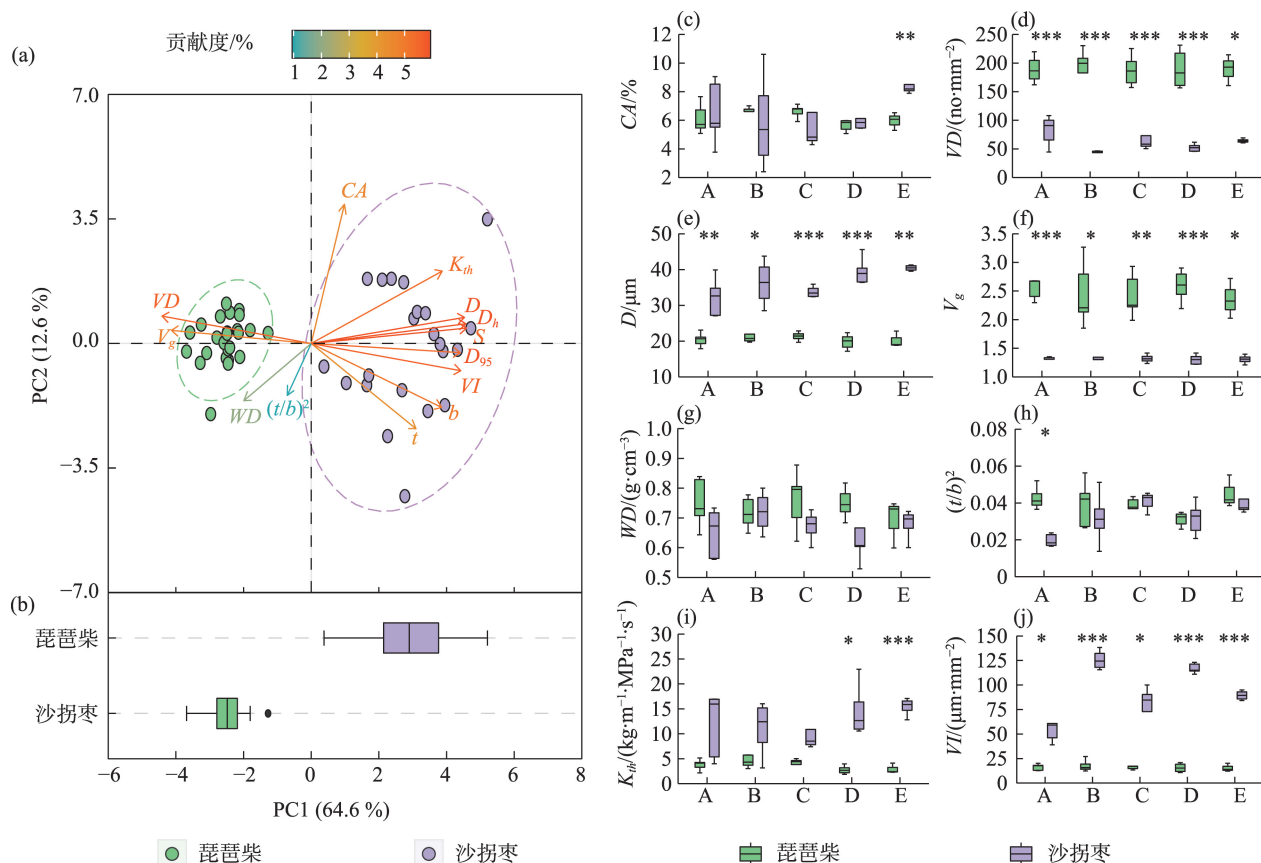 贡献度/%
1 2 3 4 5
(a)
7.0
3.5
0.0
−3.5
−7.0
PC2 (12.6 %)
CA
K_th
D
D_h
S
D_95
VI
b
t
(t/b)²
WD
VD
V_g
(b)
琵琶柴
沙拐枣
−6 −4 −2 0 2 4 6 8
PC1 (64.6 %)
(c)
**
CA/%
12
10
8
6
4
2
A B C D E
(d)
*** *** *** *** *
VD/(no·mm⁻²)
250
200
150
100
50
0
A B C D E
(e)
** * *** *** **
D/μm
50
40
30
20
10
A B C D E
(f)
*** * ** *** *
V_g
3.5
3.0
2.5
2.0
1.5
1.0
A B C D E
(g)
WD/(g·cm⁻³)
1.0
0.9
0.8
0.7
0.6
0.5
A B C D E
(h)
*
(t/b)²
0.08
0.06
0.04
0.02
0
A B C D E
(i)
* ***
K_th/(kg·m⁻¹·MPa⁻¹·s⁻¹)
30
25
20
15
10
5
0
A B C D E
(j)
* *** * *** ***
VI/(μm·mm⁻²)
150
125
100
75
50
25
0
A B C D E
琵琶柴 沙拐枣 琵琶柴 沙拐枣